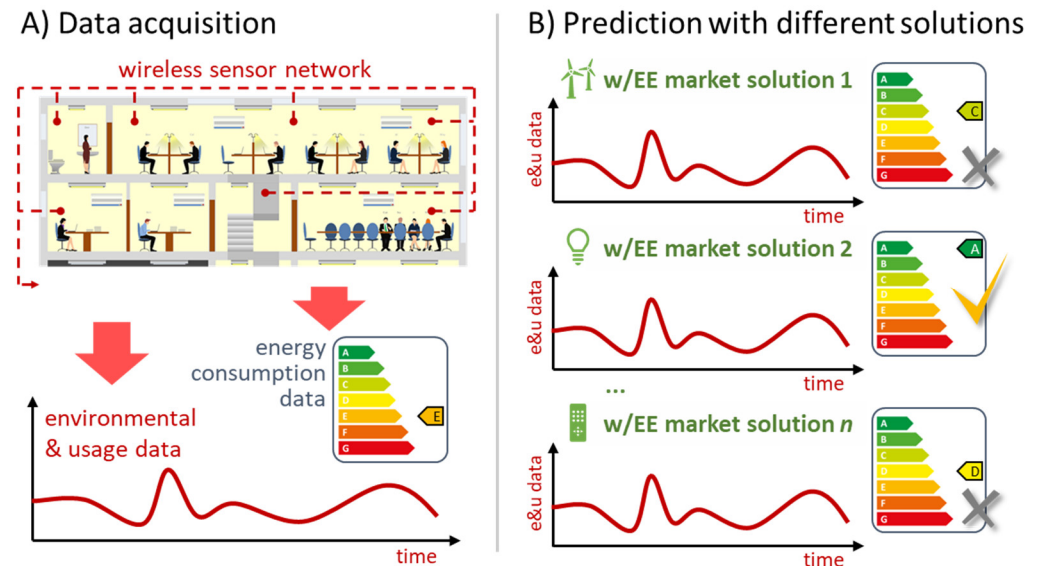 A) Data acquisition
wireless sensor network
energy
consumption
data
A
B
C
D
E
F
G
E
environmental
& usage data
time
B) Prediction with different solutions
w/EE market solution 1
e&u data
time
A
B
C
D
E
F
G
C
w/EE market solution 2
e&u data
time
A
B
C
D
E
F
G
A
...
w/EE market solution n
e&u data
time
A
B
C
D
E
F
G
D